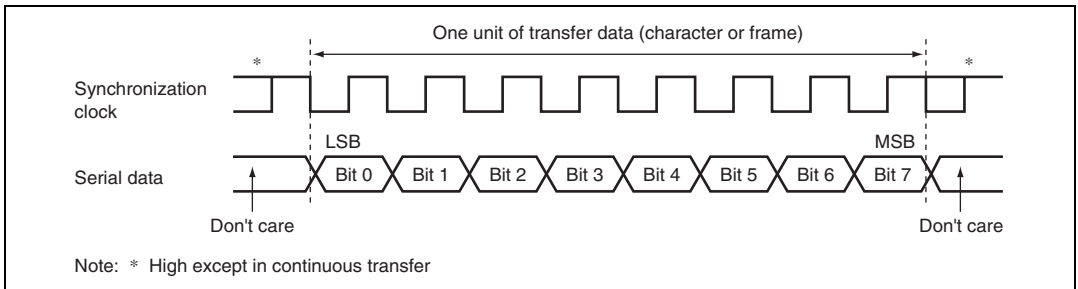 One unit of transfer data (character or frame)
* *
Synchronization
clock
LSB MSB
Serial data Bit 0 Bit 1 Bit 2 Bit 3 Bit 4 Bit 5 Bit 6 Bit 7
Don't care Don't care
Note: * High except in continuous transfer